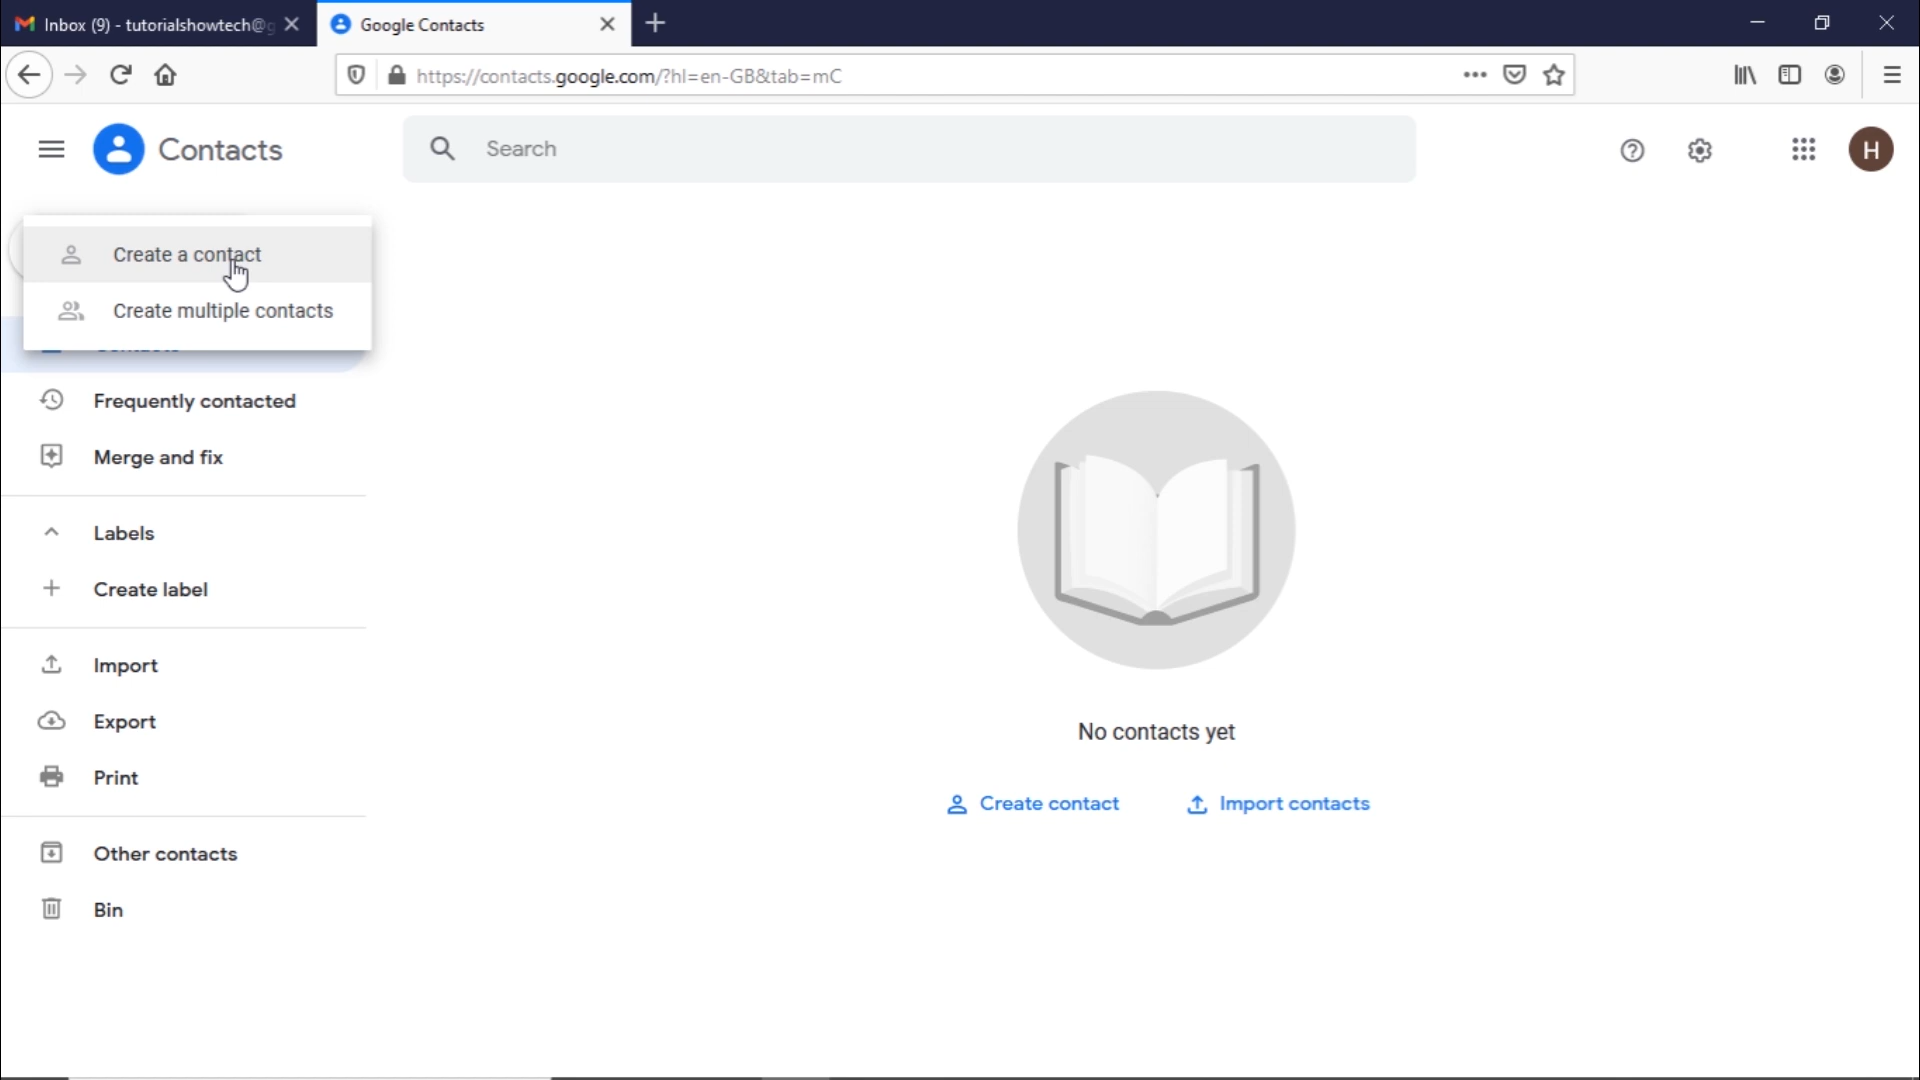 Inbox (9) - tutorialshowtech@g
Google Contacts
https://contacts.google.com/?hl=en-GB&tab=mC
Contacts
Search
H
Create a contact
Create multiple contacts
Frequently contacted
Merge and fix
Labels
Create label
Import
Export
Print
Other contacts
Bin
No contacts yet
Create contact
Import contacts